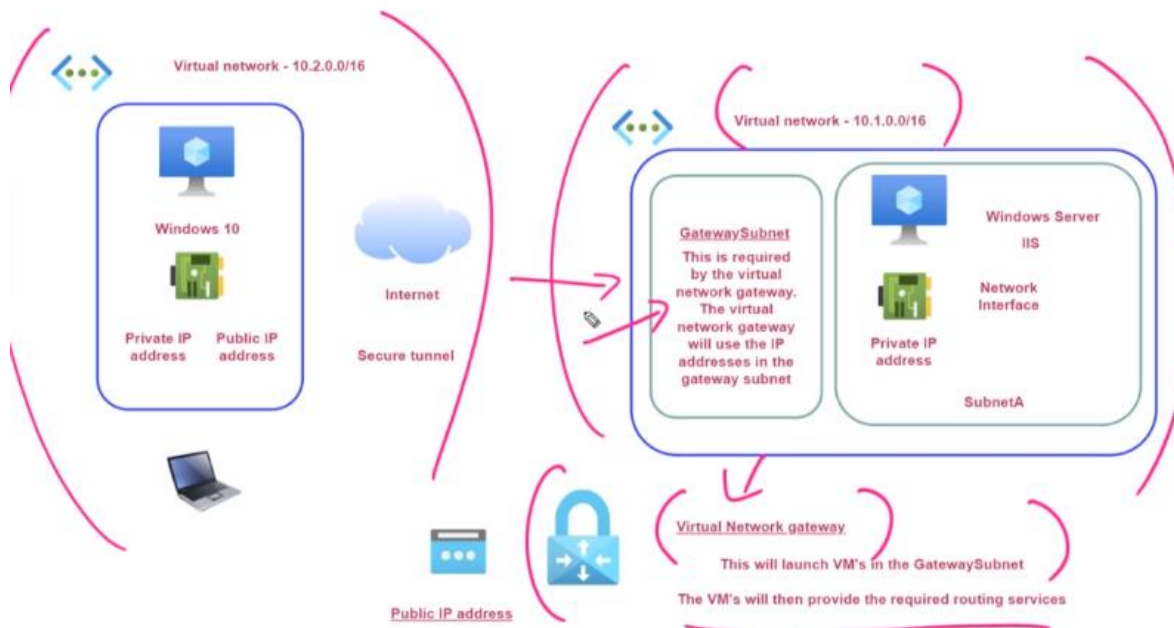 Virtual network - 10.2.0.0/16
Windows 10
Private IP
address
Public IP
address
Internet
Secure tunnel
Virtual network - 10.1.0.0/16
GatewaySubnet
This is required
by the virtual
network gateway.
The virtual
network gateway
will use the IP
addresses in the
gateway subnet
Windows Server
IIS
Network
Interface
Private IP
address
SubnetA
Public IP address
Virtual Network gateway
This will launch VM's in the GatewaySubnet
The VM's will then provide the required routing services